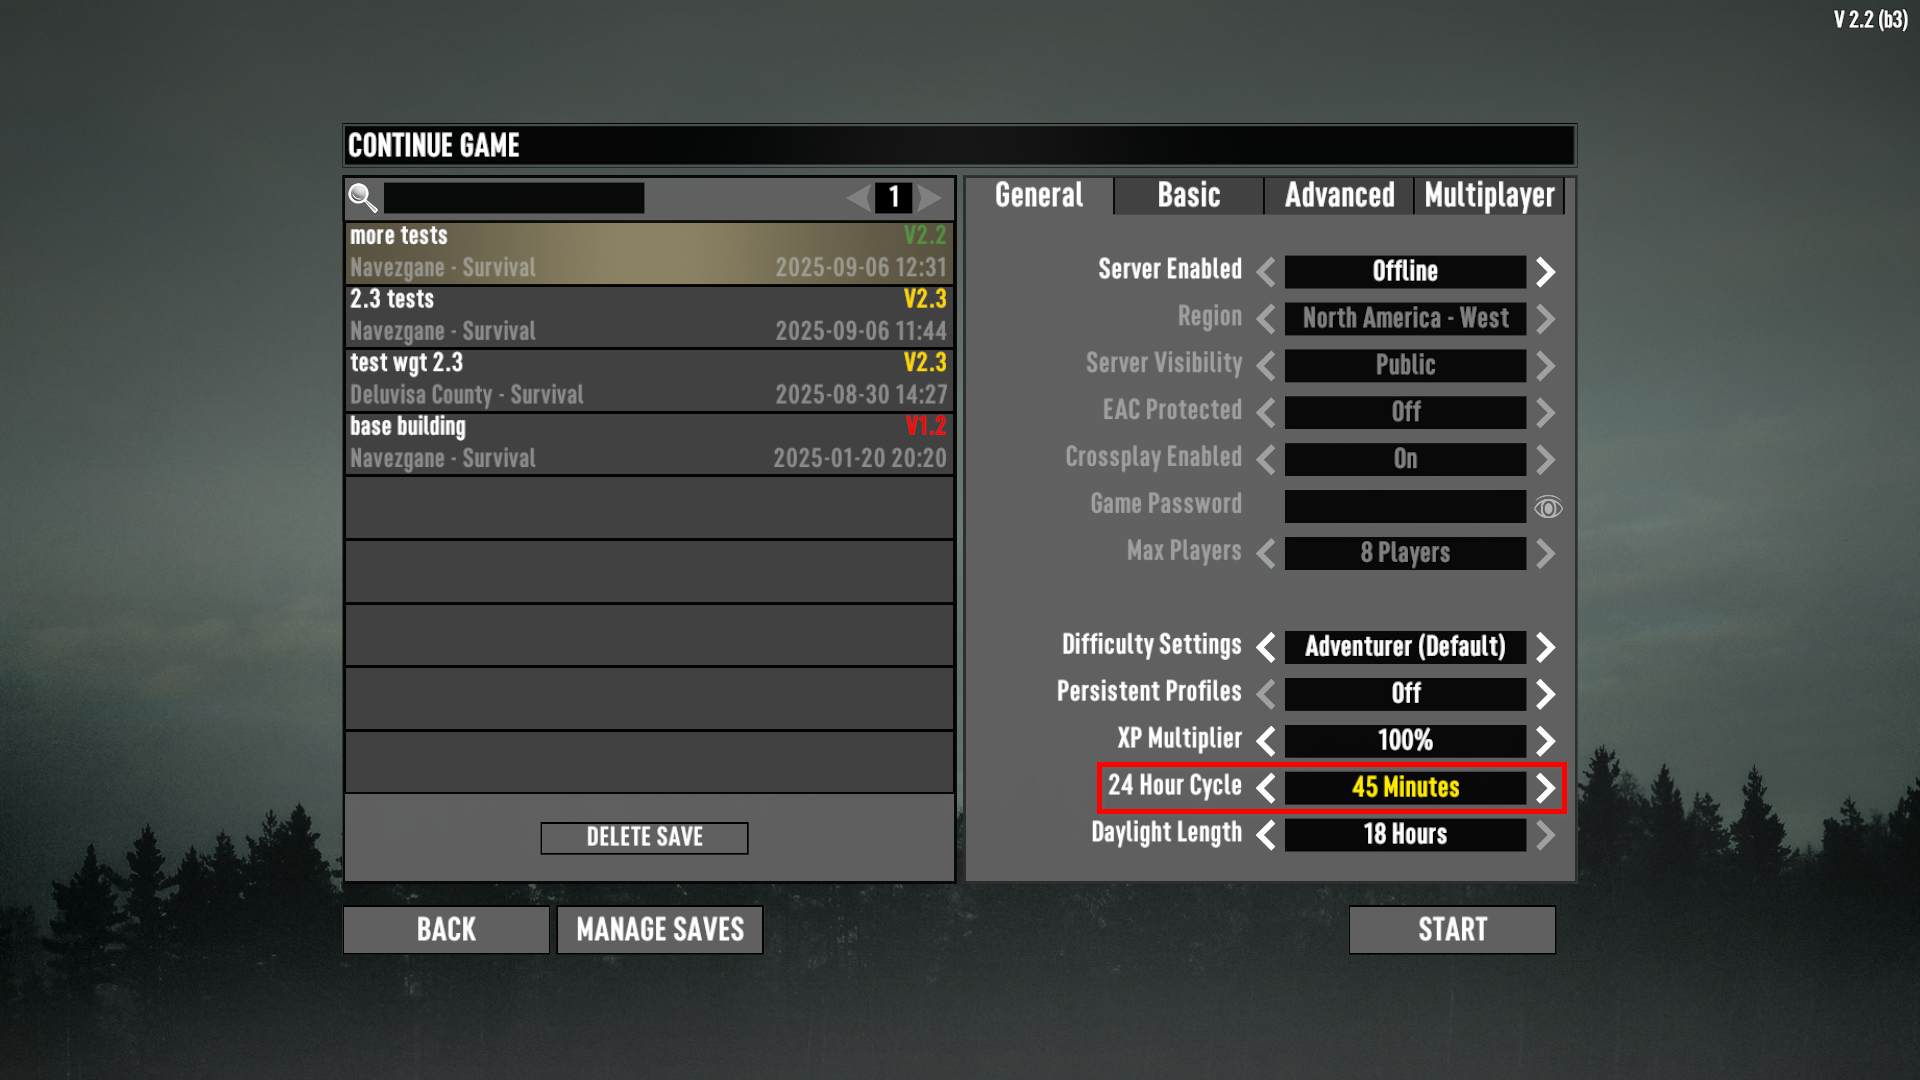 V 2.2 (b3)
CONTINUE GAME
1
more tests V2.2
Navezgane - Survival 2025-09-06 12:31
2.3 tests V2.3
Navezgane - Survival 2025-09-06 11:44
test wgt 2.3 V2.3
Deluvisa County - Survival 2025-08-30 14:27
base building V1.2
Navezgane - Survival 2025-01-20 20:20
DELETE SAVE
BACK
MANAGE SAVES
General Basic Advanced Multiplayer
Server Enabled Offline
Region North America - West
Server Visibility Public
EAC Protected Off
Crossplay Enabled On
Game Password
Max Players 8 Players
Difficulty Settings Adventurer (Default)
Persistent Profiles Off
XP Multiplier 100%
24 Hour Cycle 45 Minutes
Daylight Length 18 Hours
START